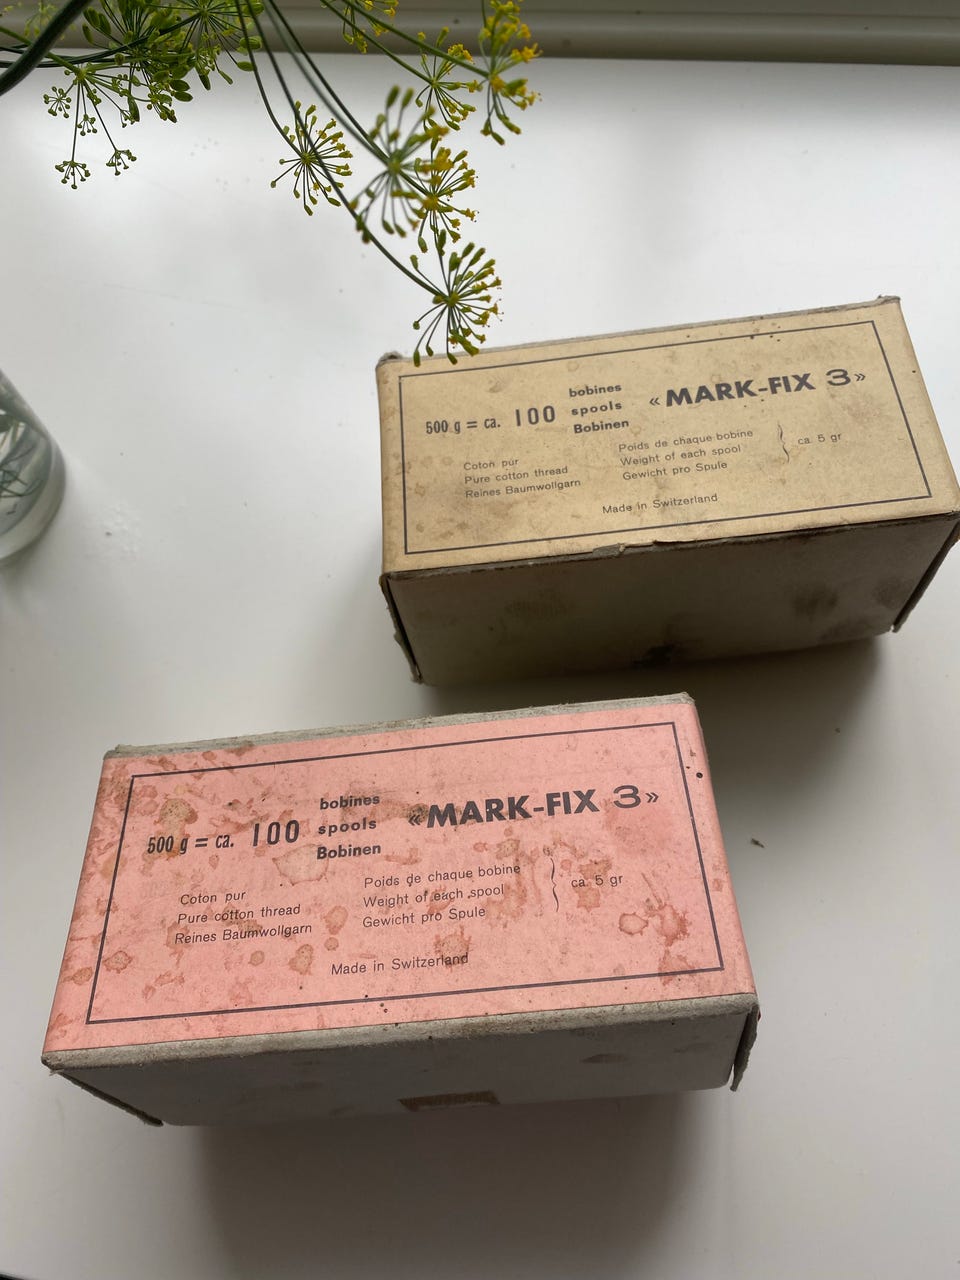 500 g = ca. 100 bobines spools Bobinen «MARK-FIX 3»
Coton pur
Pure cotton thread
Reines Baumwollgarn
Poids de chaque bobine
Weight of each spool
Gewicht pro Spule
ca. 5 gr
Made in Switzerland
500 g = ca. 100 bobines spools Bobinen «MARK-FIX 3»
Coton pur
Pure cotton thread
Reines Baumwollgarn
Poids de chaque bobine
Weight of each spool
Gewicht pro Spule
ca. 5 gr
Made in Switzerland